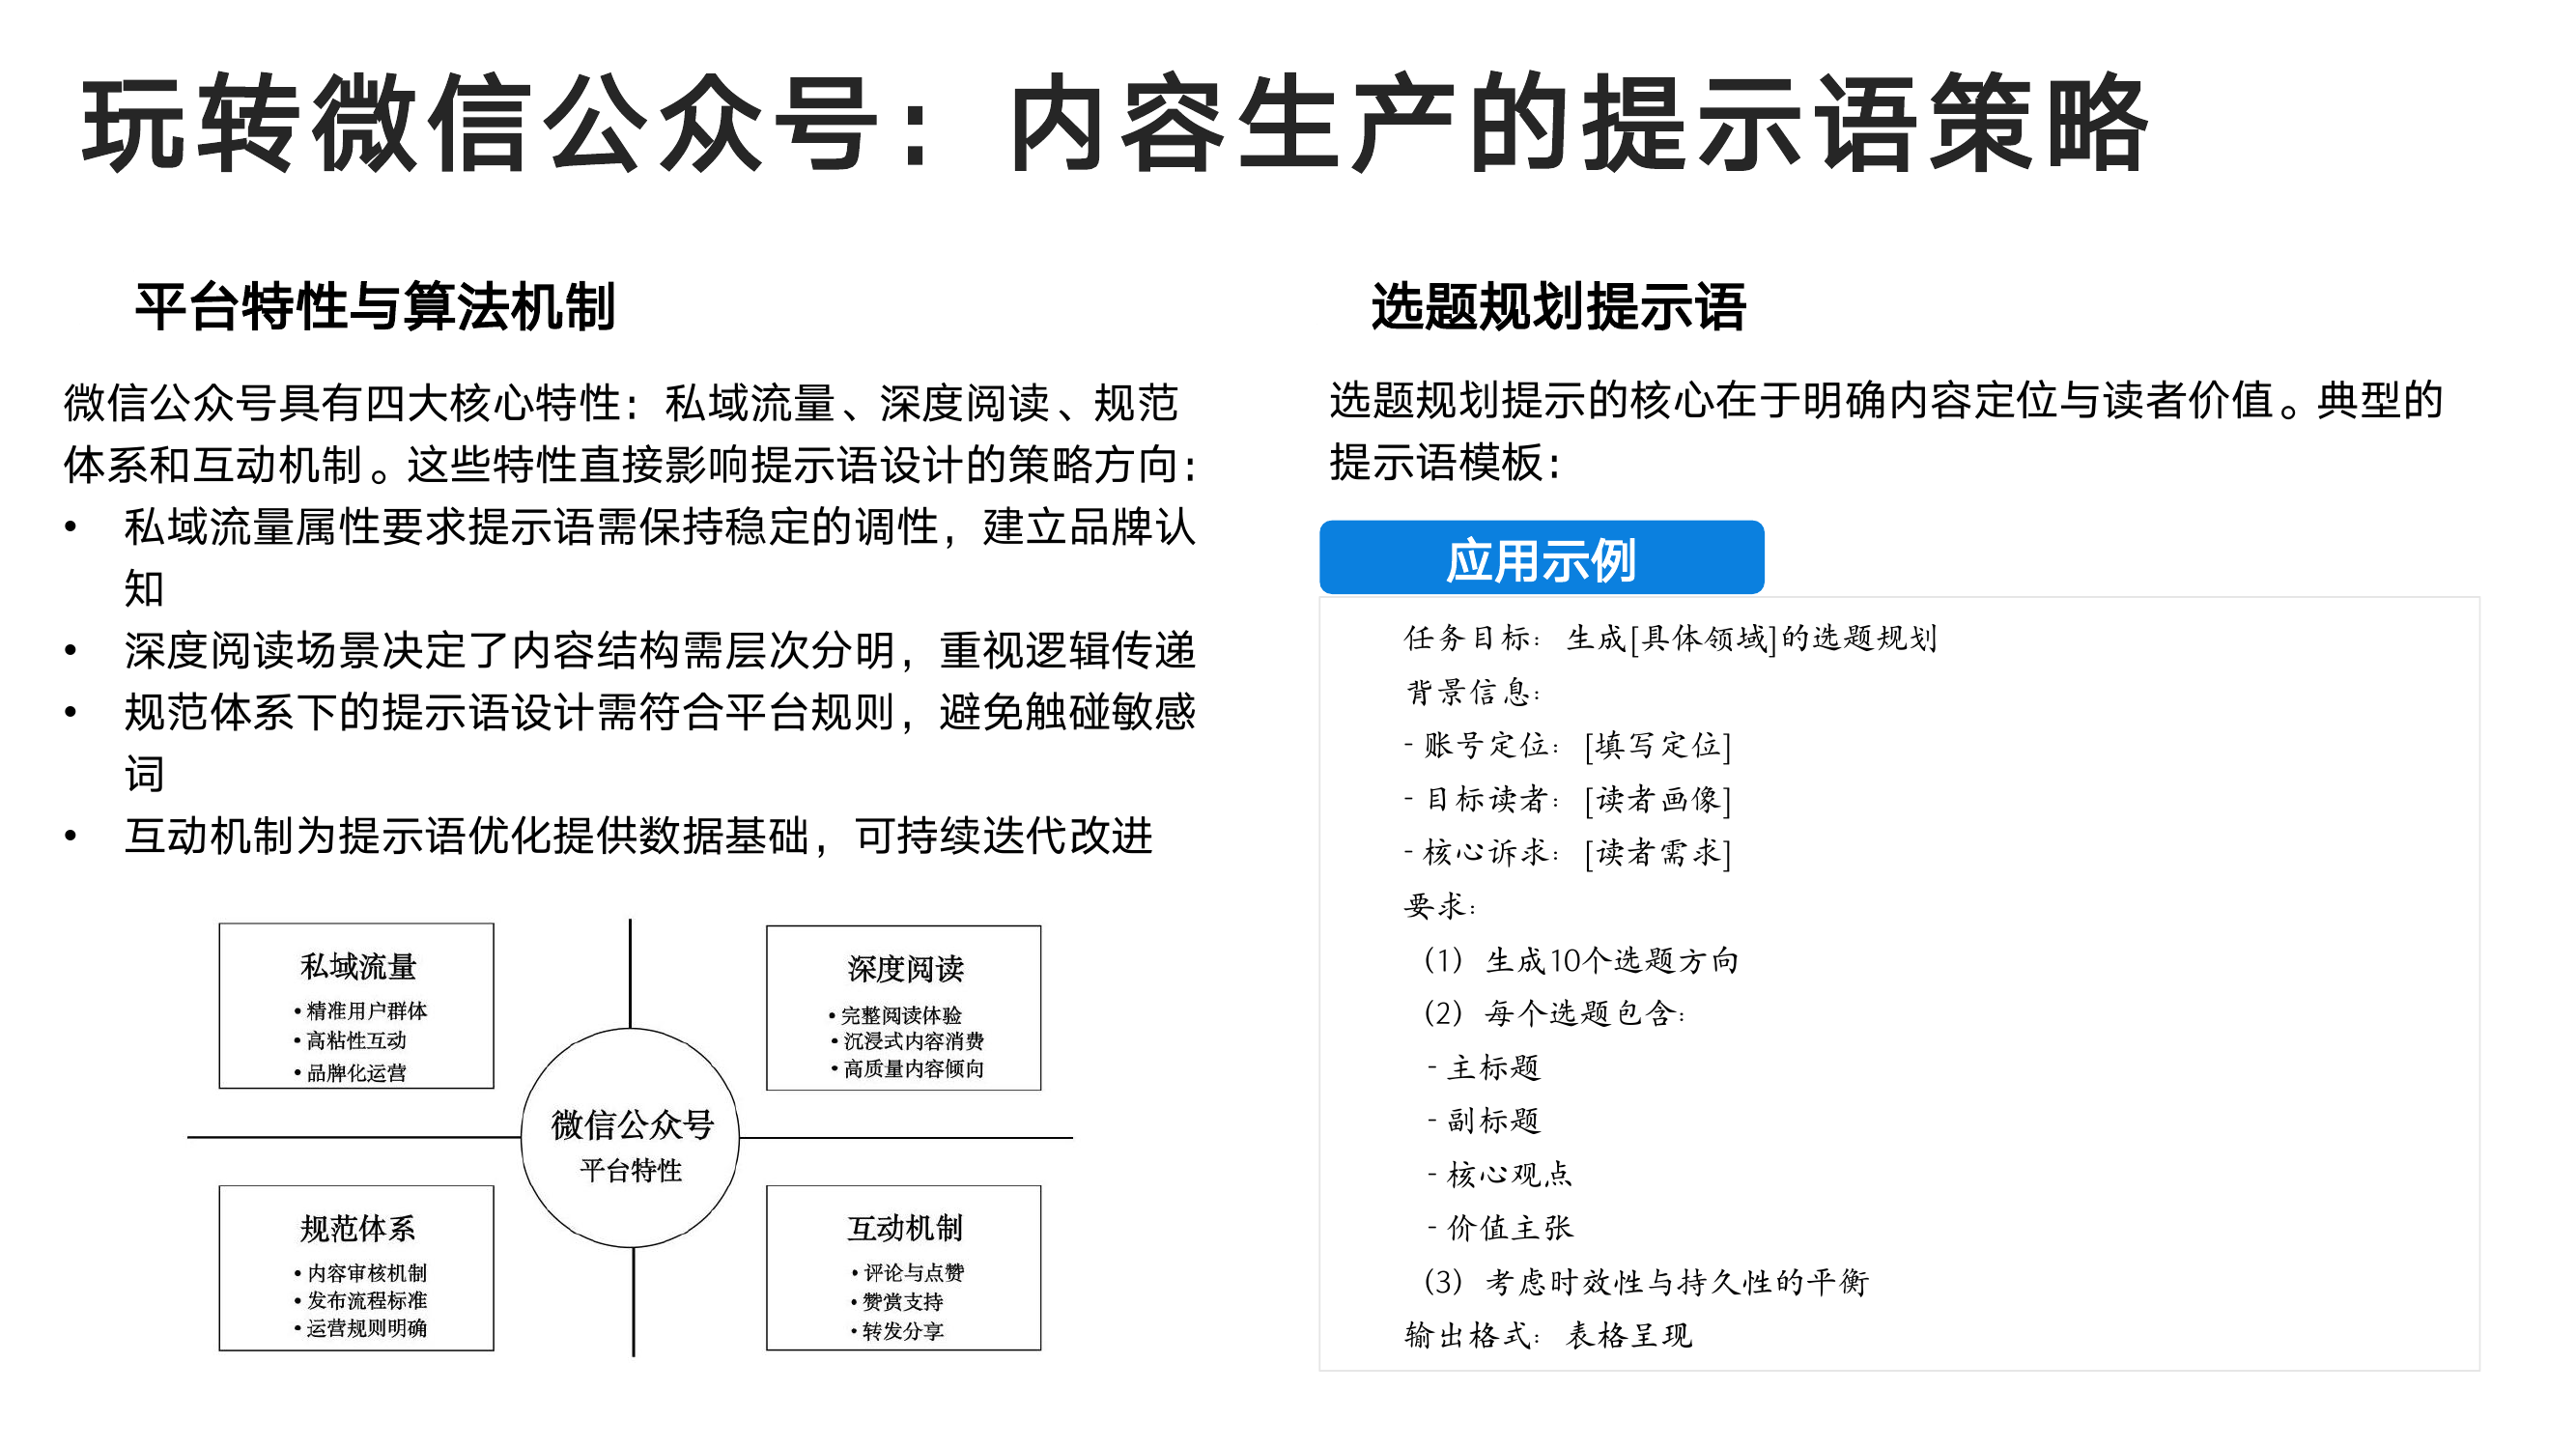 玩转微信公众号：内容生产的提示语策略
平台特性与算法机制
微信公众号具有四大核心特性：私域流量、深度阅读、规范
体系和互动机制。这些特性直接影响提示语设计的策略方向：
• 私域流量属性要求提示语需保持稳定的调性，建立品牌认
知
• 深度阅读场景决定了内容结构需层次分明，重视逻辑传递
• 规范体系下的提示语设计需符合平台规则，避免触碰敏感
词
• 互动机制为提示语优化提供数据基础，可持续迭代改进
私域流量
• 精准用户群体
• 高粘性互动
• 品牌化运营
深度阅读
• 完整阅读体验
• 沉浸式内容消费
• 高质量内容倾向
微信公众号
平台特性
规范体系
• 内容审核机制
• 发布流程标准
• 运营规则明确
互动机制
• 评论与点赞
• 赞赏支持
• 转发分享
选题规划提示语
选题规划提示的核心在于明确内容定位与读者价值。典型的
提示语模板：
应用示例
任务目标：生成[具体领域]的选题规划
背景信息：
- 账号定位：[填写定位]
- 目标读者：[读者画像]
- 核心诉求：[读者需求]
要求：
（1）生成10个选题方向
（2）每个选题包含：
- 主标题
- 副标题
- 核心观点
- 价值主张
（3）考虑时效性与持久性的平衡
输出格式：表格呈现